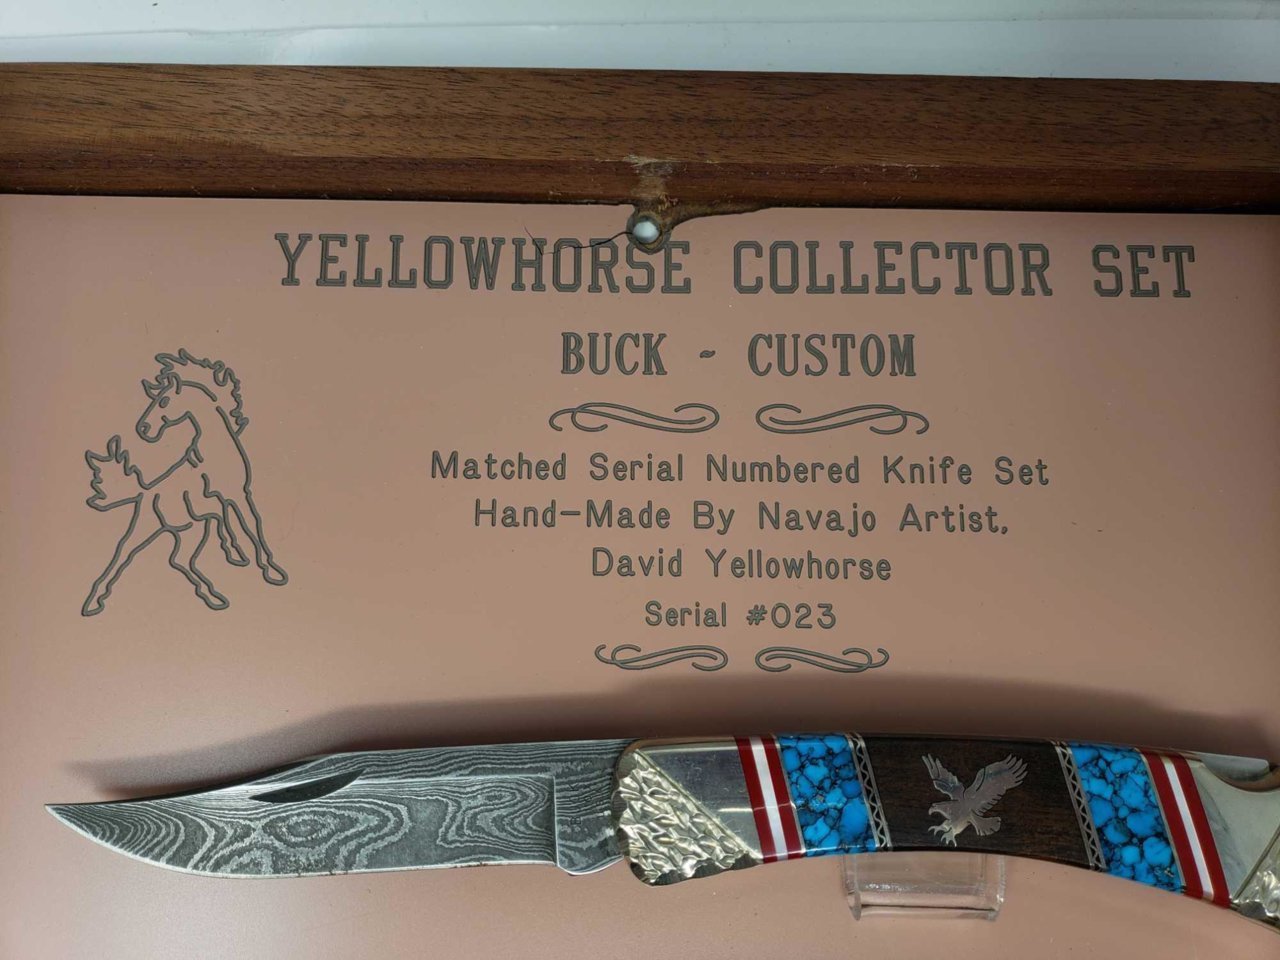 YELLOWHORSE COLLECTOR SET
BUCK ~ CUSTOM
Matched Serial Numbered Knife Set
Hand-Made By Navajo Artist,
David Yellowhorse
Serial #023